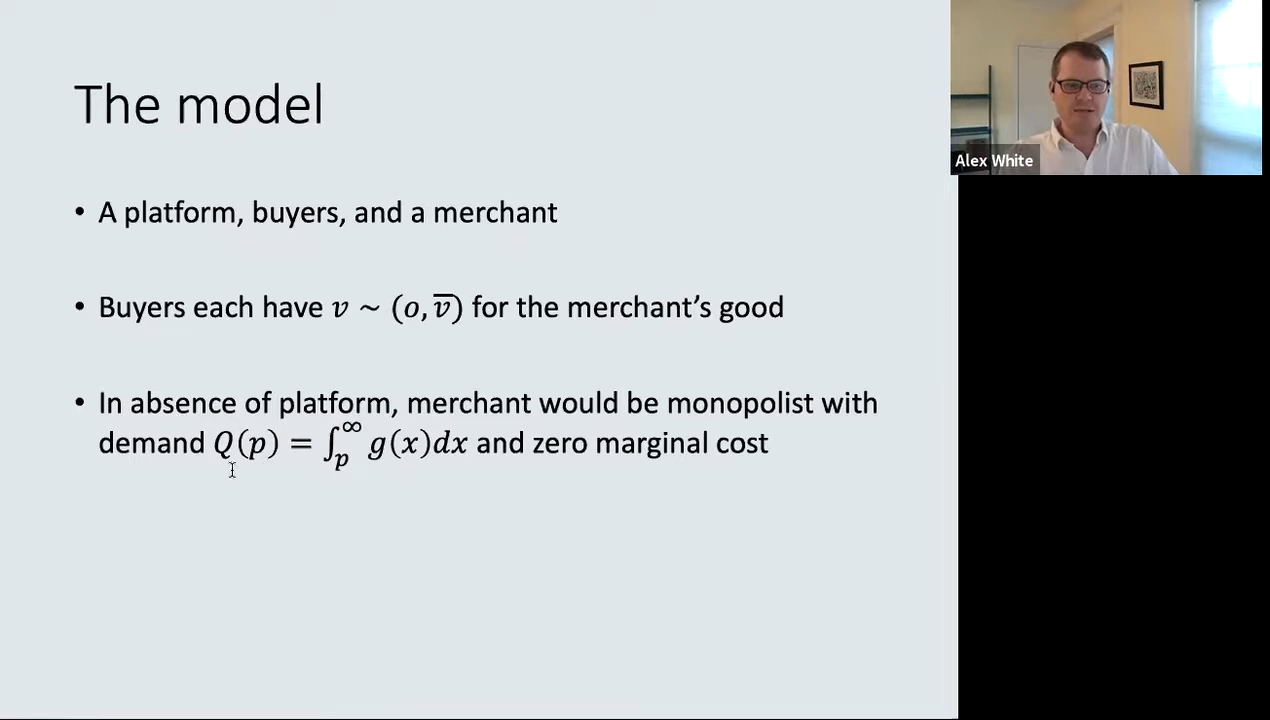 The model
• A platform, buyers, and a merchant
• Buyers each have 𝑣 ~ (𝑜, 𝑣̅) for the merchant’s good
• In absence of platform, merchant would be monopolist with
demand 𝑄(𝑝) = ∫ₚ^∞ 𝑔(𝑥)𝑑𝑥 and zero marginal cost
Alex White